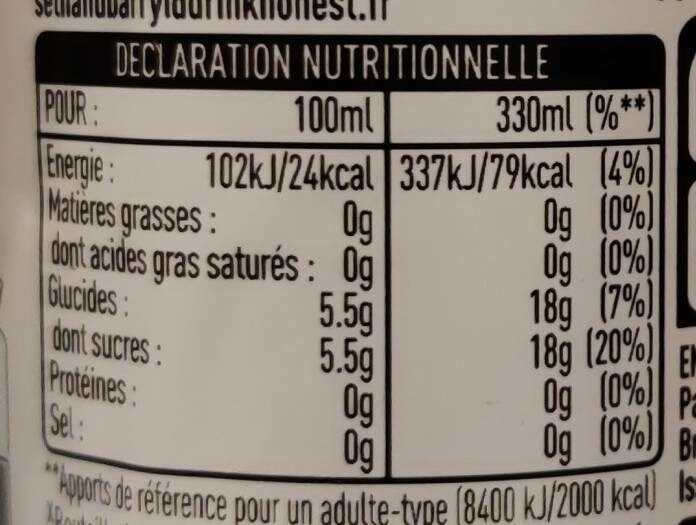 DECLARATION NUTRITIONNELLE
POUR : 100ml 330ml (%**)
Energie : 102kJ/24kcal 337kJ/79kcal (4%)
Matières grasses : 0g 0g (0%)
dont acides gras saturés : 0g 0g (0%)
Glucides : 5.5g 18g (7%)
dont sucres : 5.5g 18g (20%)
Protéines : 0g 0g (0%)
Sel : 0g 0g (0%)
**Apports de référence pour un adulte-type (8400 kJ/2000 kcal)